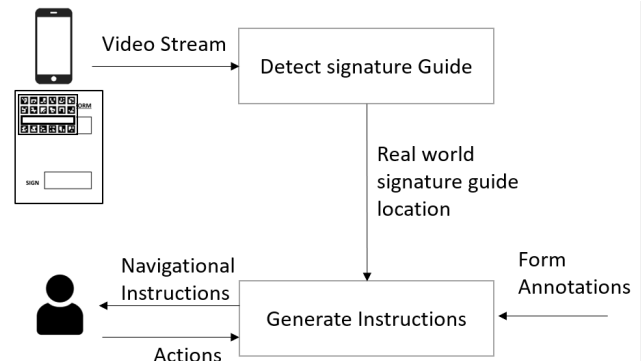 Video Stream
Detect signature Guide
ORM
SIGN
Real world
signature guide
location
Navigational
Instructions
Form
Annotations
Generate Instructions
Actions